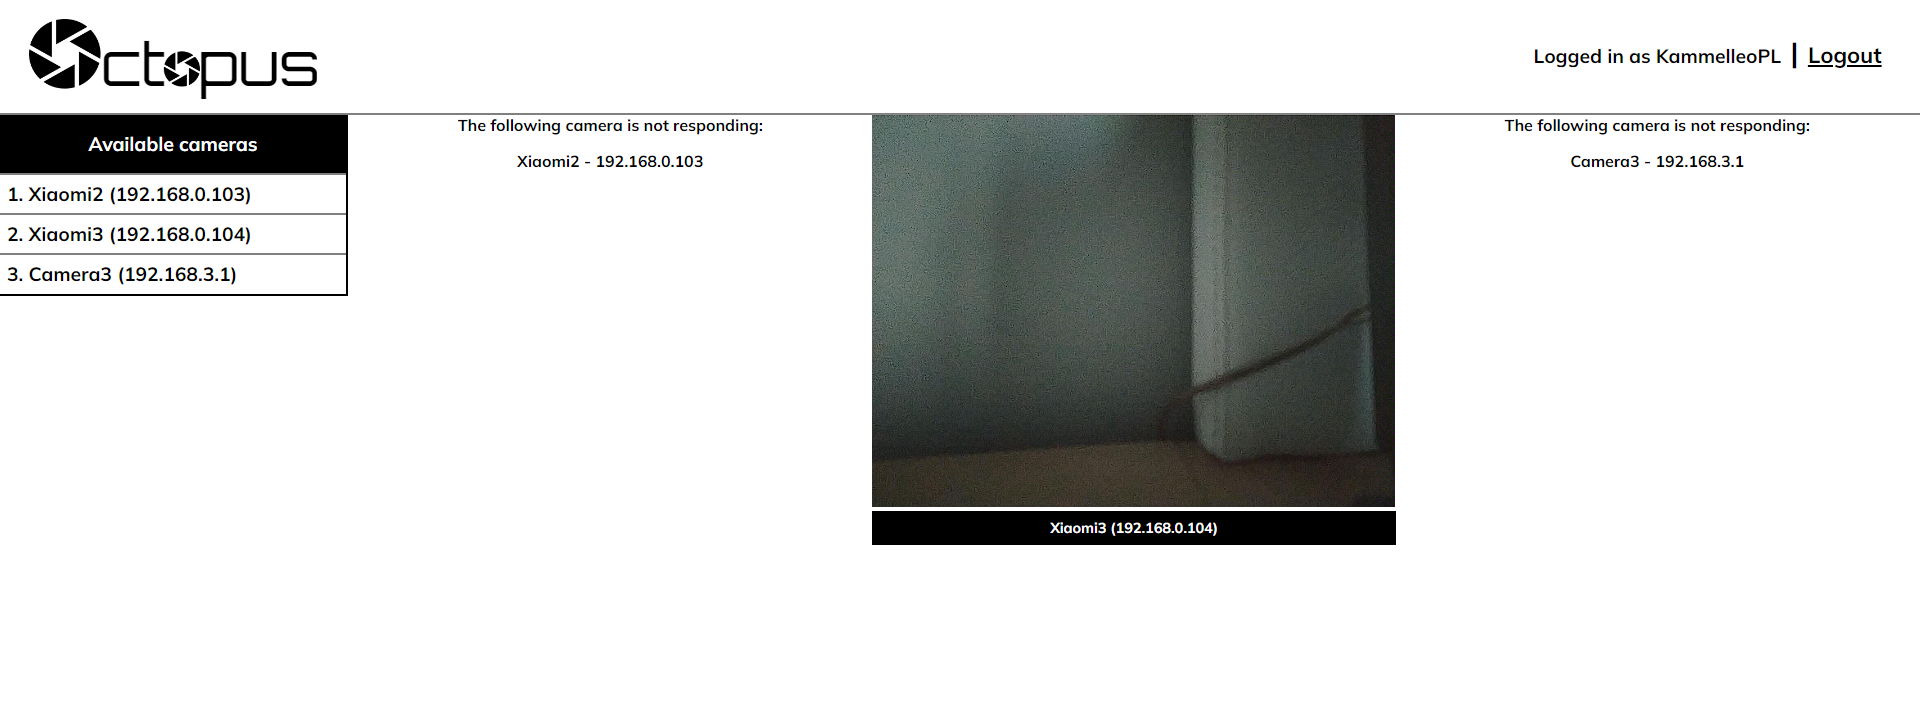 Octopus
Logged in as KammelleoPL | Logout
Available cameras
1. Xiaomi2 (192.168.0.103)
2. Xiaomi3 (192.168.0.104)
3. Camera3 (192.168.3.1)
The following camera is not responding:
Xiaomi2 - 192.168.0.103
Xiaomi3 (192.168.0.104)
The following camera is not responding:
Camera3 - 192.168.3.1